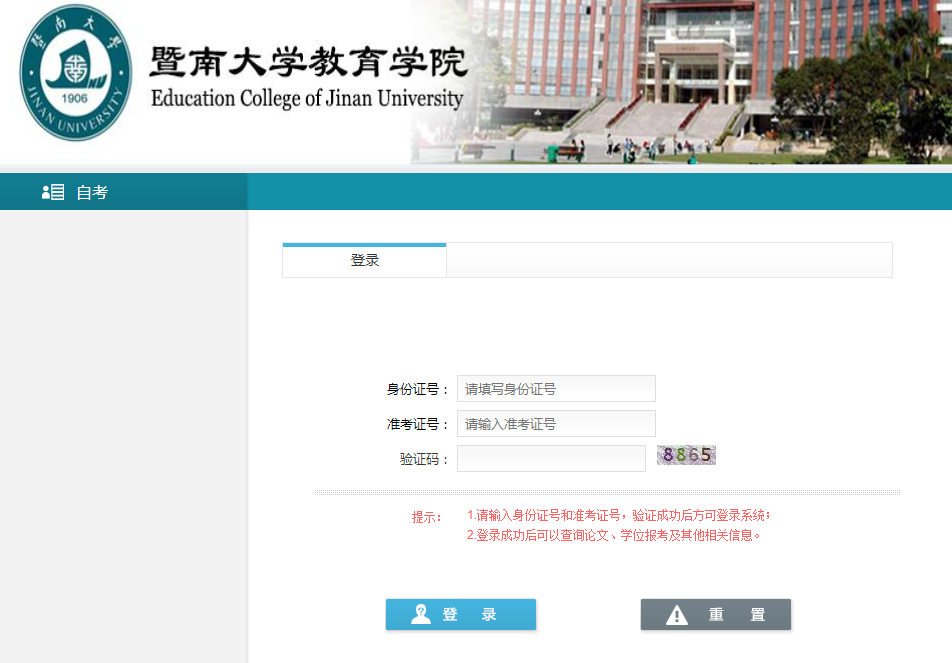 暨南大学
1906
JINAN UNIVERSITY
暨南大学教育学院
Education College of Jinan University
自考
登录
身份证号： 请填写身份证号
准考证号： 请输入准考证号
验证码： 8865
提示： 1.请输入身份证号和准考证号，验证成功后方可登录系统；
2.登录成功后可以查询论文、学位报考及其他相关信息。
登 录 重 置